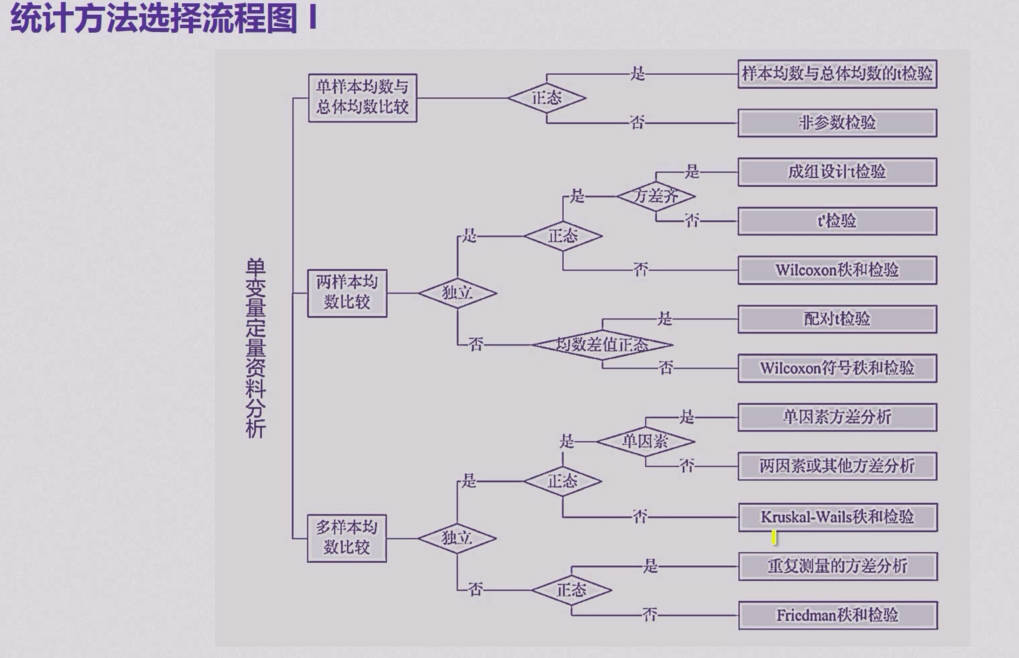 统计方法选择流程图 I
单变量定量资料分析
单样本均数与
总体均数比较
正态
是
样本均数与总体均数的t检验
否
非参数检验
两样本均
数比较
独立
是
正态
是
方差齐
是
成组设计t检验
否
t'检验
否
Wilcoxon秩和检验
否
均数差值正态
是
配对t检验
否
Wilcoxon符号秩和检验
多样本均
数比较
独立
是
正态
是
单因素
是
单因素方差分析
否
两因素或其他方差分析
否
Kruskal-Wails秩和检验
否
正态
是
重复测量的方差分析
否
Friedman秩和检验